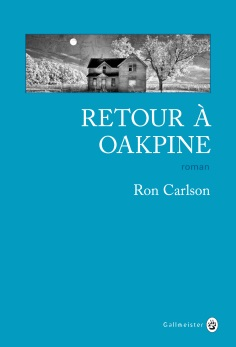 RETOUR À
OAKPINE
roman
Ron Carlson
Gallmeister